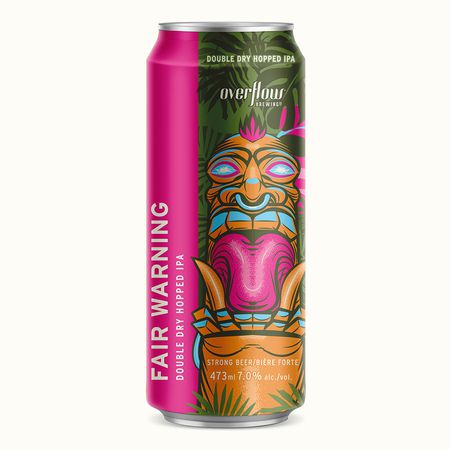 DOUBLE DRY HOPPED IPA
overflow
BREWING Cº
FAIR WARNING
DOUBLE DRY HOPPED IPA
STRONG BEER/BIÈRE FORTE
473ml 7.0% alc./vol.